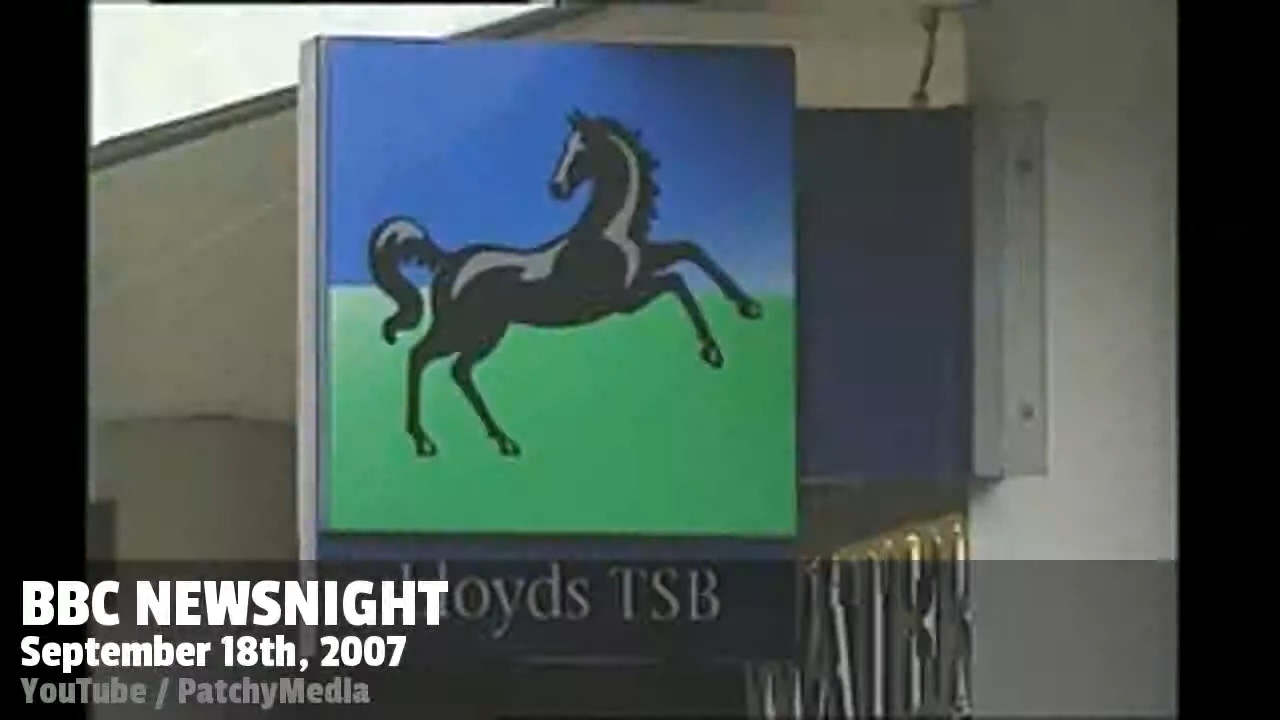 Lloyds TSB
BBC NEWSNIGHT
September 18th, 2007
YouTube / PatchyMedia